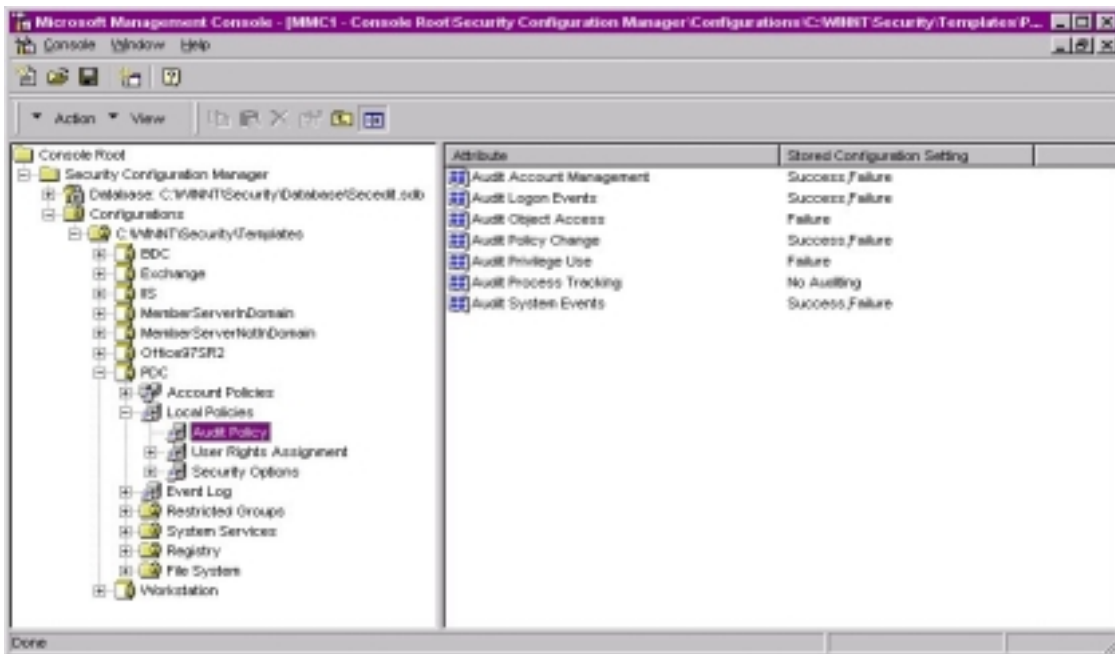 Microsoft Management Console - [MMC1 - Console Root\Security Configuration Manager\Configurations\C:\WINNT\Security\Templates\P...
Console Window Help
Action View
Console Root
Security Configuration Manager
Database: C:\WINNT\Security\Database\Secedit.sdb
Configurations
C:\WINNT\Security\Templates
BDC
Exchange
IIS
MemberServerInDomain
MemberServerNotInDomain
Office97SR2
PDC
Account Policies
Local Policies
Audit Policy
User Rights Assignment
Security Options
Event Log
Restricted Groups
System Services
Registry
File System
Workstation
Attribute Stored Configuration Setting
Audit Account Management Success,Failure
Audit Logon Events Success,Failure
Audit Object Access Failure
Audit Policy Change Success,Failure
Audit Privilege Use Failure
Audit Process Tracking No Auditing
Audit System Events Success,Failure
Done